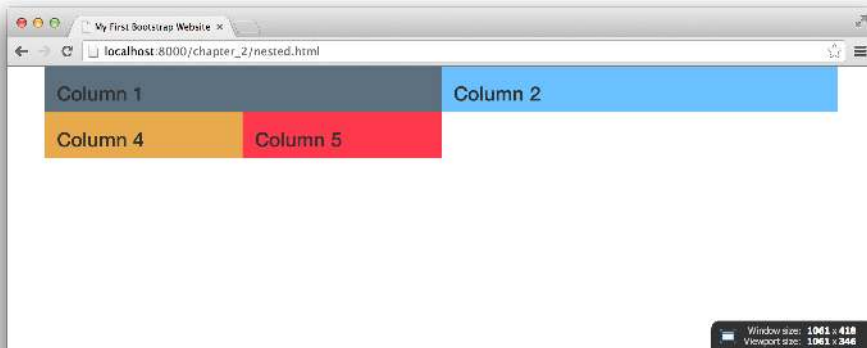 My First Bootstrap Website ×
localhost:8000/chapter_2/nested.html
Column 1
Column 2
Column 4
Column 5
Window size: 1061 x 418
Viewport size: 1061 x 346